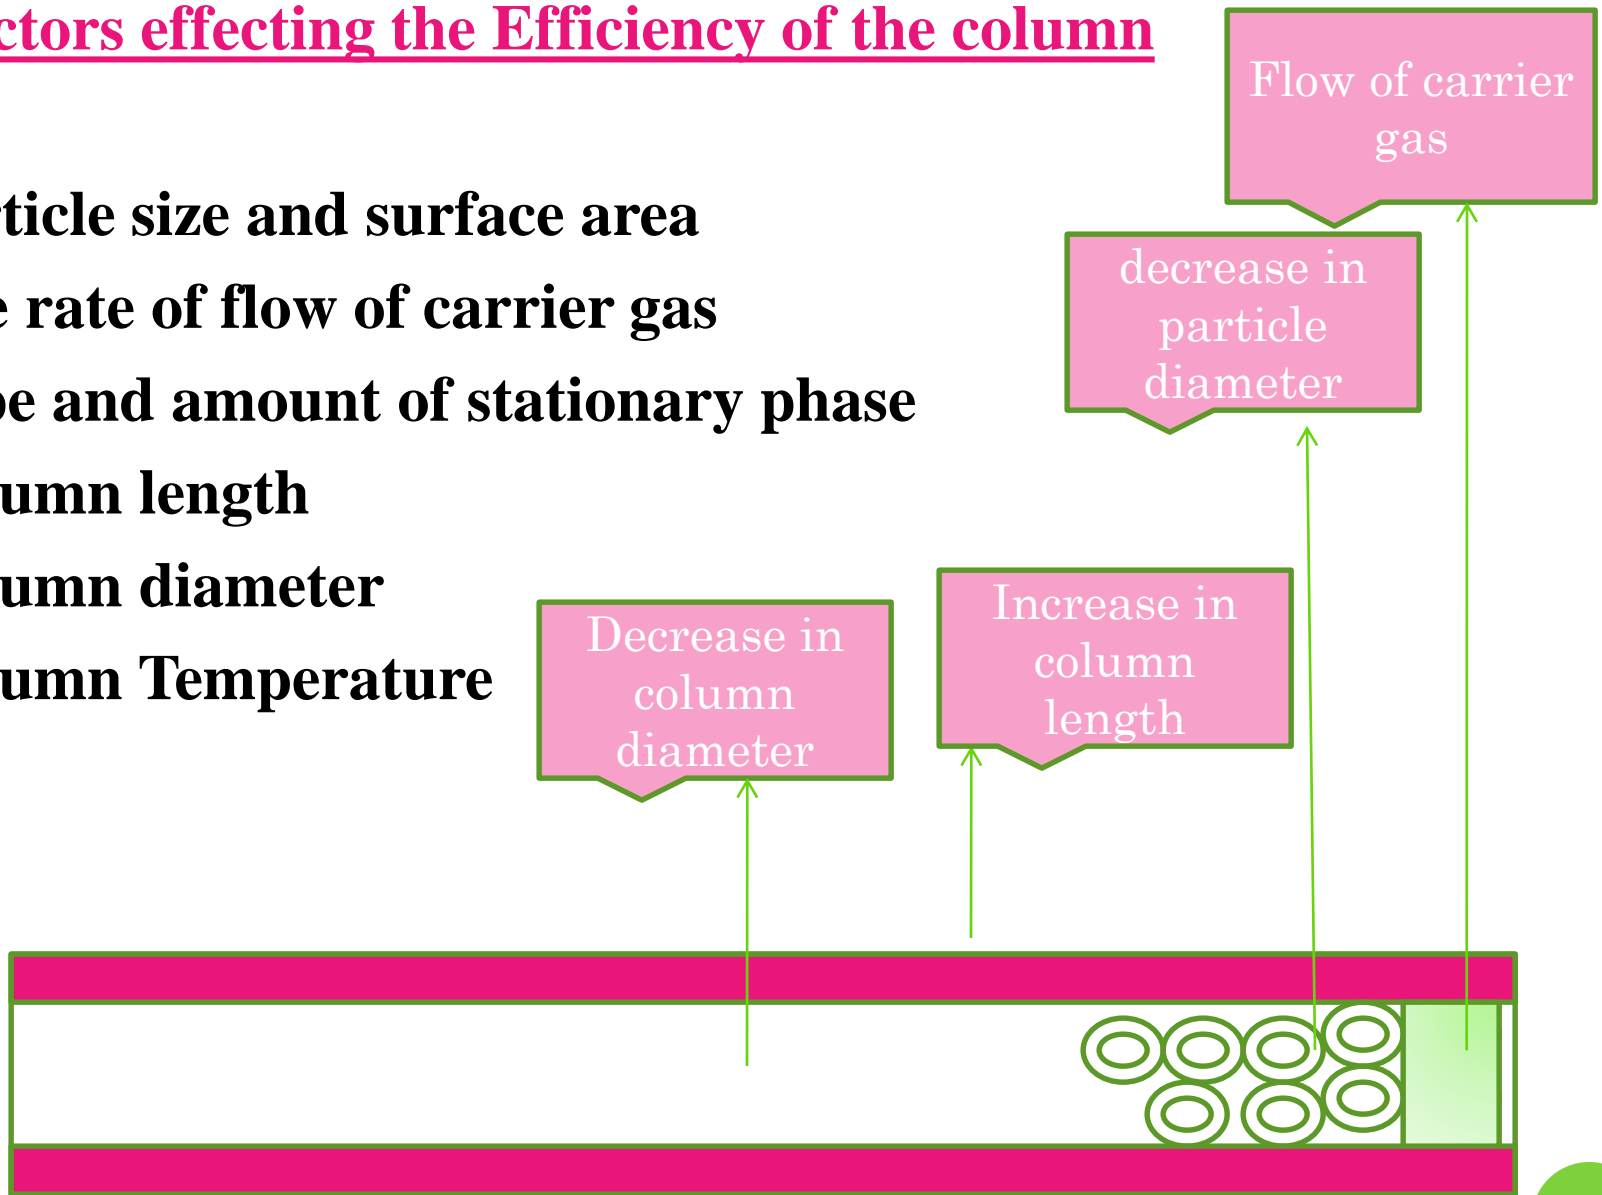 ctors effecting the Efficiency of the column
Flow of carrier
gas
rticle size and surface area
e rate of flow of carrier gas
pe and amount of stationary phase
umn length
umn diameter
umn Temperature
decrease in
particle
diameter
Increase in
column
length
Decrease in
column
diameter